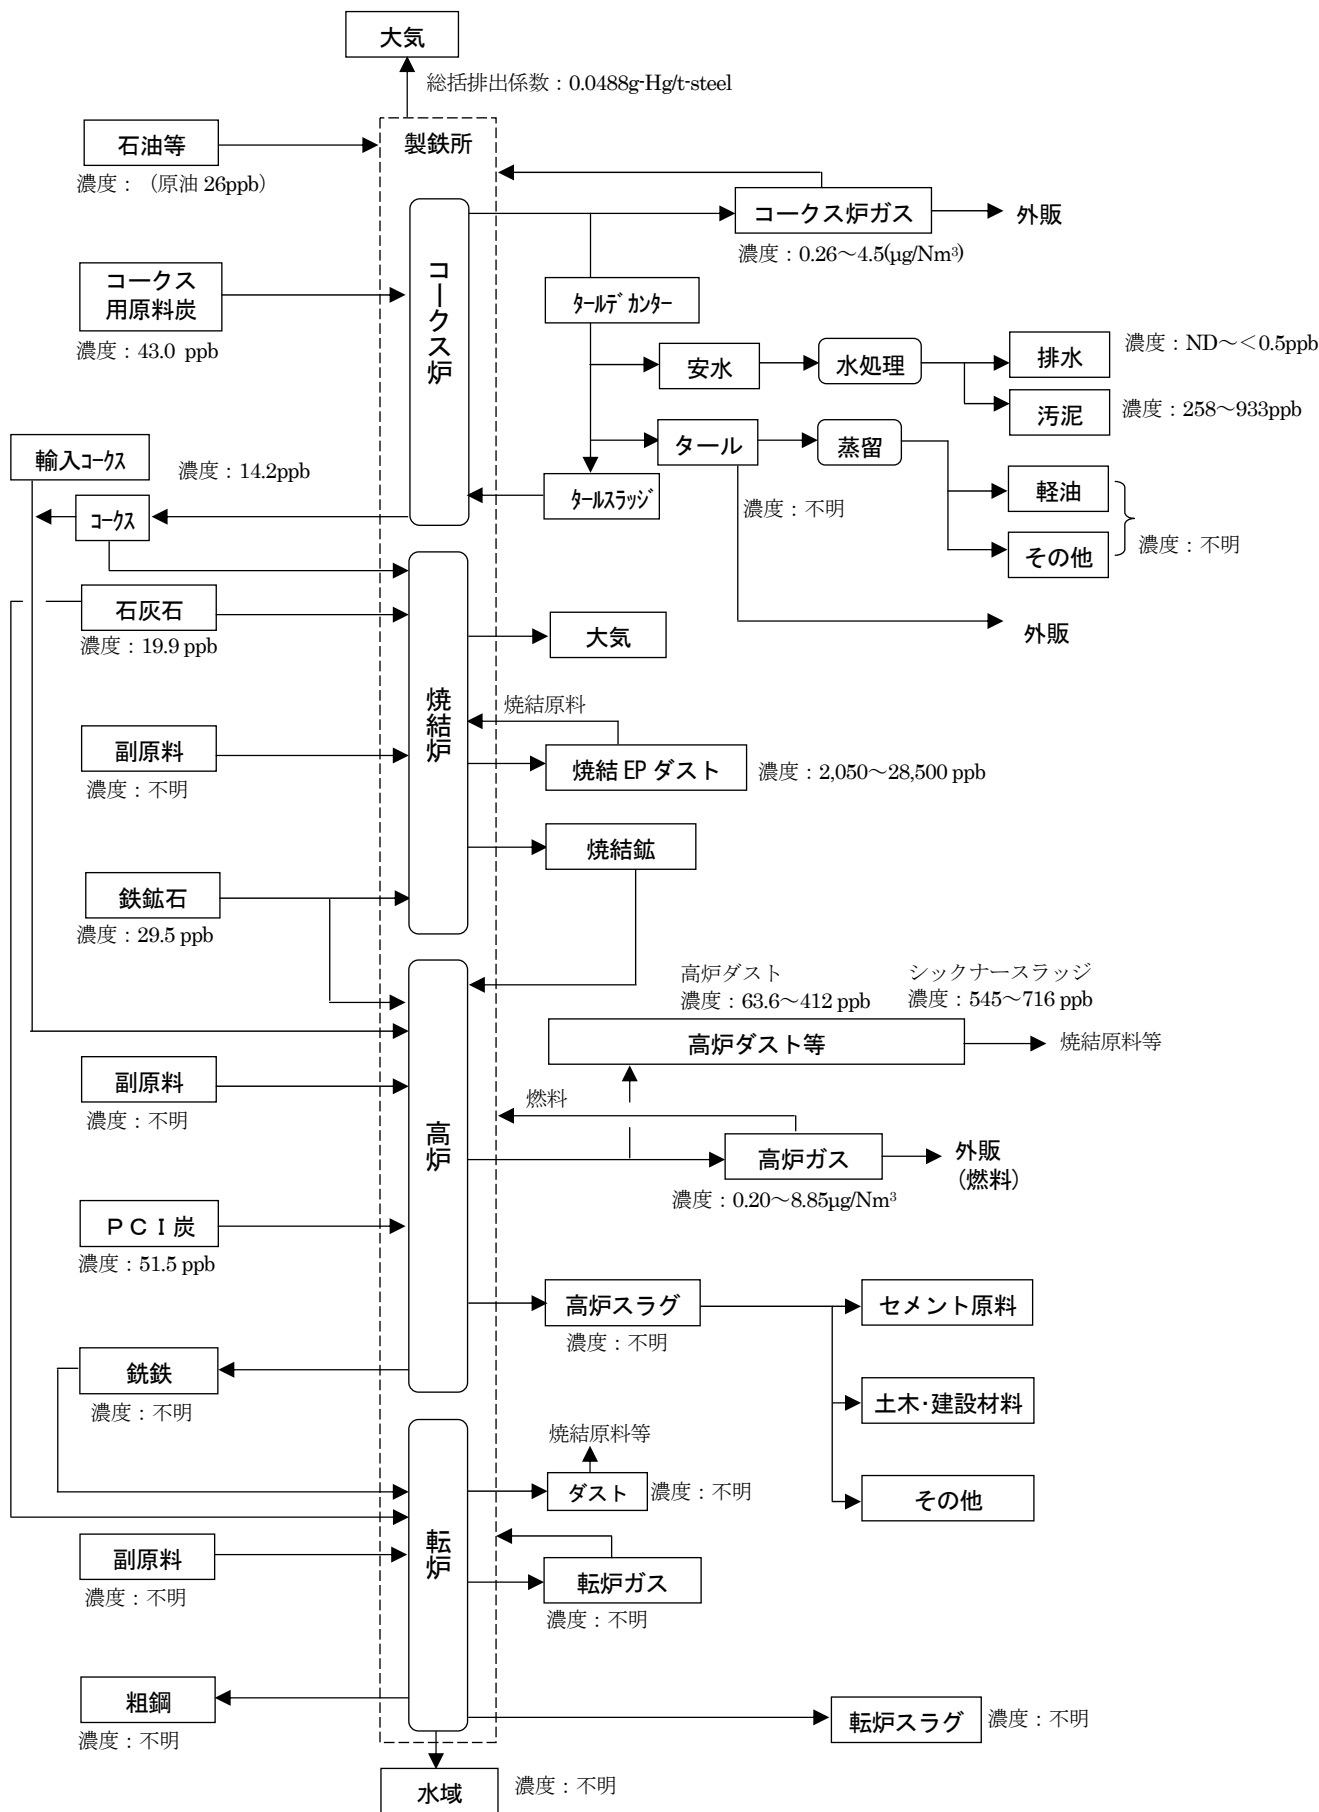 大気
総括排出係数：0.0488g-Hg/t-steel
石油等
濃度：（原油 26ppb）
製鉄所
コークス炉ガス
外販
濃度：0.26～4.5(µg/Nm³)
コークス
用原料炭
濃度：43.0 ppb
コークス炉
ﾀｰﾙﾃﾞｶﾝﾀｰ
安水
水処理
排水
濃度：ND～＜0.5ppb
汚泥
濃度：258～933ppb
輸入ｺｰｸｽ
濃度：14.2ppb
タール
蒸留
濃度：不明
軽油
その他
濃度：不明
ﾀｰﾙｽﾗｯｼﾞ
ｺｰｸｽ
外販
石灰石
濃度：19.9 ppb
大気
焼結炉
焼結原料
副原料
濃度：不明
焼結 EP ダスト
濃度：2,050～28,500 ppb
焼結鉱
鉄鉱石
濃度：29.5 ppb
高炉ダスト
濃度：63.6～412 ppb
シックナースラッジ
濃度：545～716 ppb
高炉ダスト等
焼結原料等
副原料
濃度：不明
燃料
高炉
高炉ガス
外販
（燃料）
濃度：0.20～8.85µg/Nm³
ＰＣＩ炭
濃度：51.5 ppb
高炉スラグ
濃度：不明
セメント原料
土木･建設材料
その他
銑鉄
濃度：不明
焼結原料等
ダスト
濃度：不明
転炉
副原料
濃度：不明
転炉ガス
濃度：不明
粗鋼
濃度：不明
転炉スラグ
濃度：不明
水域
濃度：不明